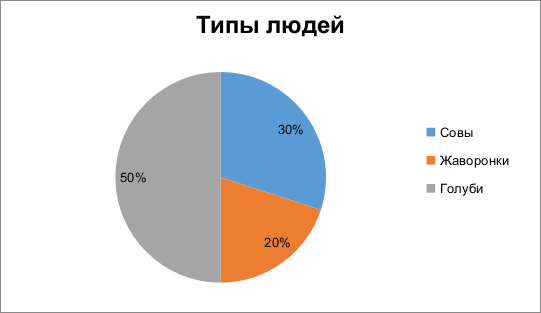 Типы людей
30%
Совы
Жаворонки
50%
Голуби
20%